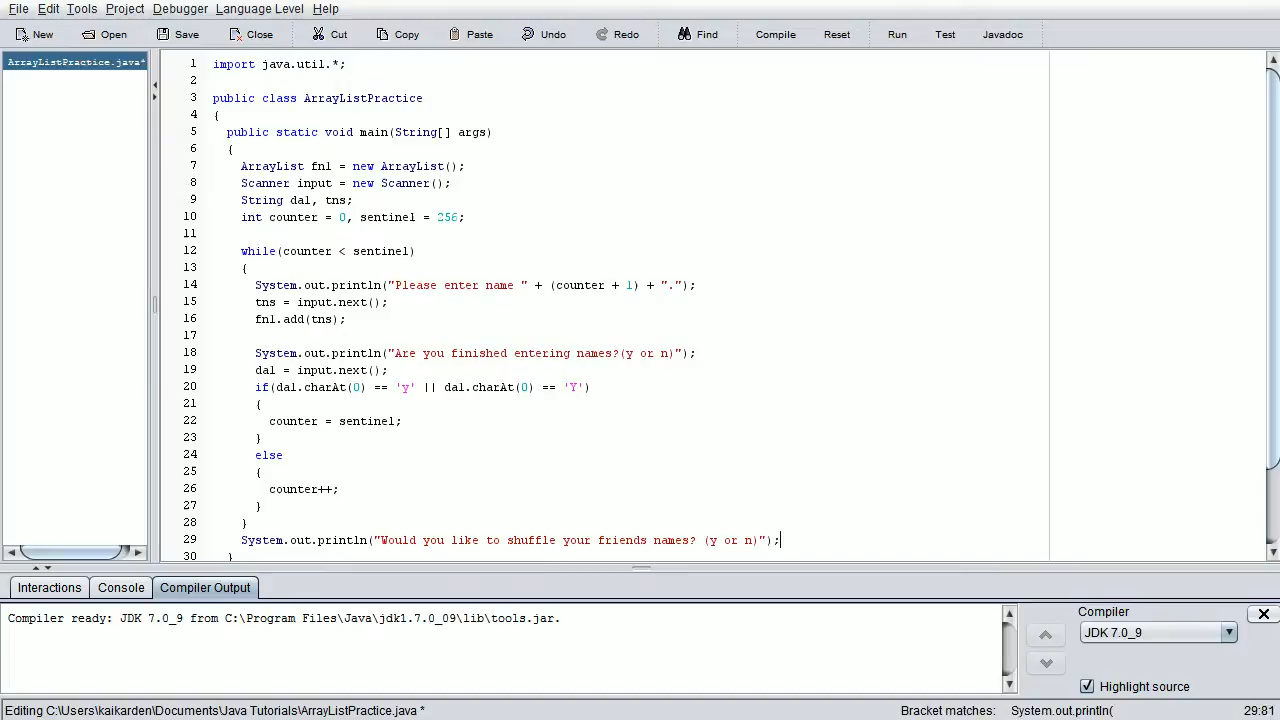 File Edit Tools Project Debugger Language Level Help
New Open Save Close Cut Copy Paste Undo Redo Find Compile Reset Run Test Javadoc
ArrayListPractice.java*
1 import java.util.*;
2
3 public class ArrayListPractice
4 {
5 public static void main(String[] args)
6 {
7 ArrayList fnl = new ArrayList();
8 Scanner input = new Scanner();
9 String dal, tns;
10 int counter = 0, sentinel = 256;
11
12 while(counter < sentinel)
13 {
14 System.out.println("Please enter name " + (counter + 1) + ".");
15 tns = input.next();
16 fnl.add(tns);
17
18 System.out.println("Are you finished entering names?(y or n)");
19 dal = input.next();
20 if(dal.charAt(0) == 'y' || dal.charAt(0) == 'Y')
21 {
22 counter = sentinel;
23 }
24 else
25 {
26 counter++;
27 }
28 }
29 System.out.println("Would you like to shuffle your friends names? (y or n)");
30 }
Interactions Console Compiler Output
Compiler ready: JDK 7.0_9 from C:\Program Files\Java\jdk1.7.0_09\lib\tools.jar.
Compiler
JDK 7.0_9
Highlight source
Editing C:\Users\kaikarden\Documents\Java Tutorials\ArrayListPractice.java * Bracket matches: System.out.println( 29:81